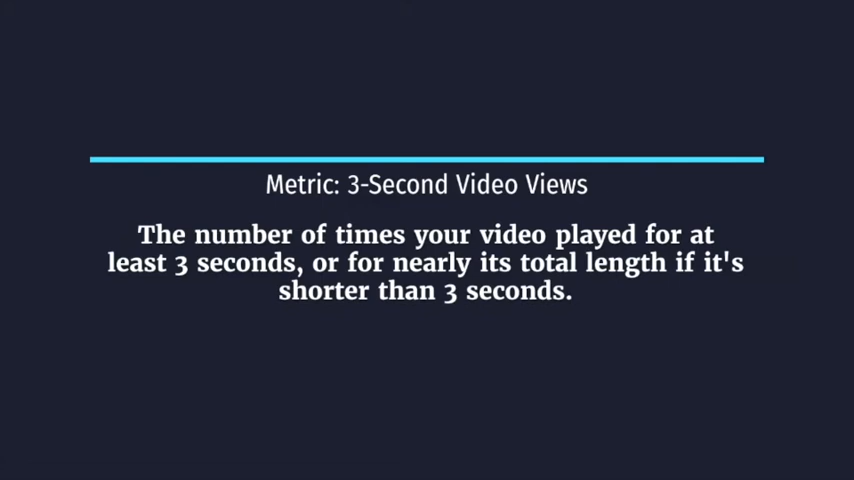 Metric: 3-Second Video Views
The number of times your video played for at
least 3 seconds, or for nearly its total length if it's
shorter than 3 seconds.